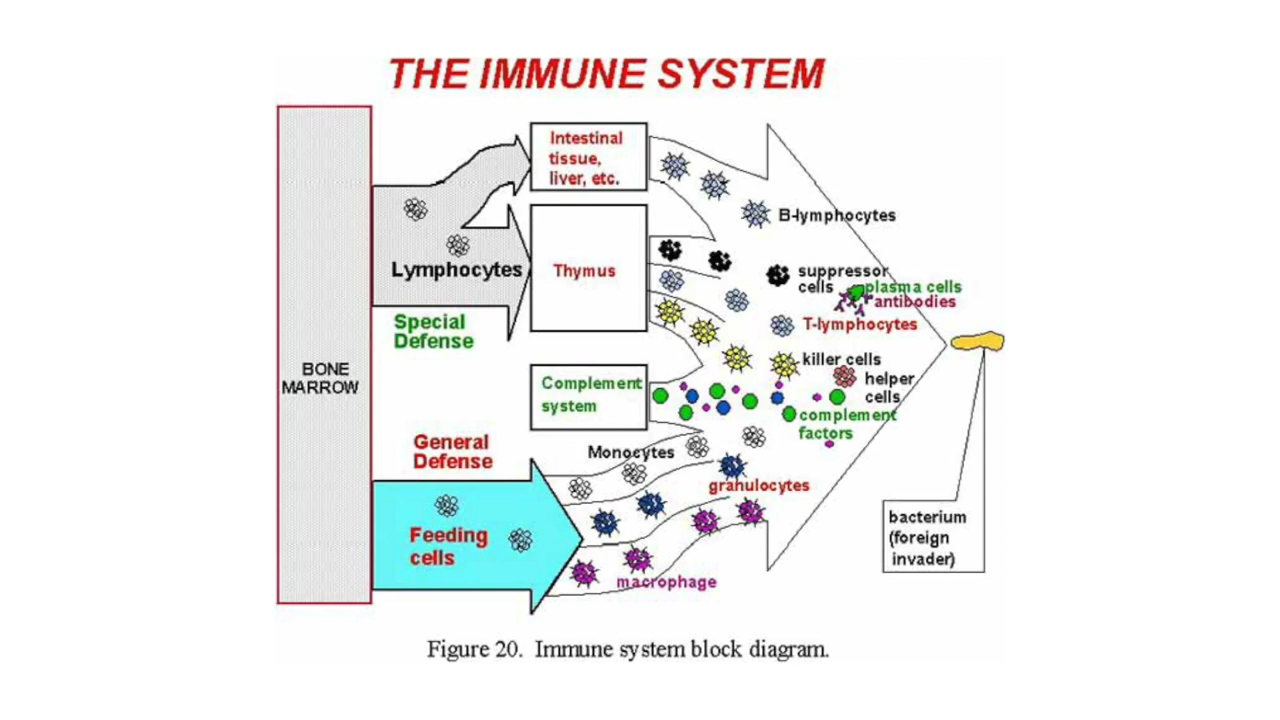 THE IMMUNE SYSTEM
Intestinal
tissue,
liver, etc.
B-lymphocytes
Lymphocytes
Thymus
suppressor
cells
plasma cells
antibodies
T-lymphocytes
Special
Defense
BONE
MARROW
killer cells
helper
cells
Complement
system
complement
factors
General
Defense
Monocytes
granulocytes
Feeding
cells
macrophage
bacterium
(foreign
invader)
Figure 20. Immune system block diagram.